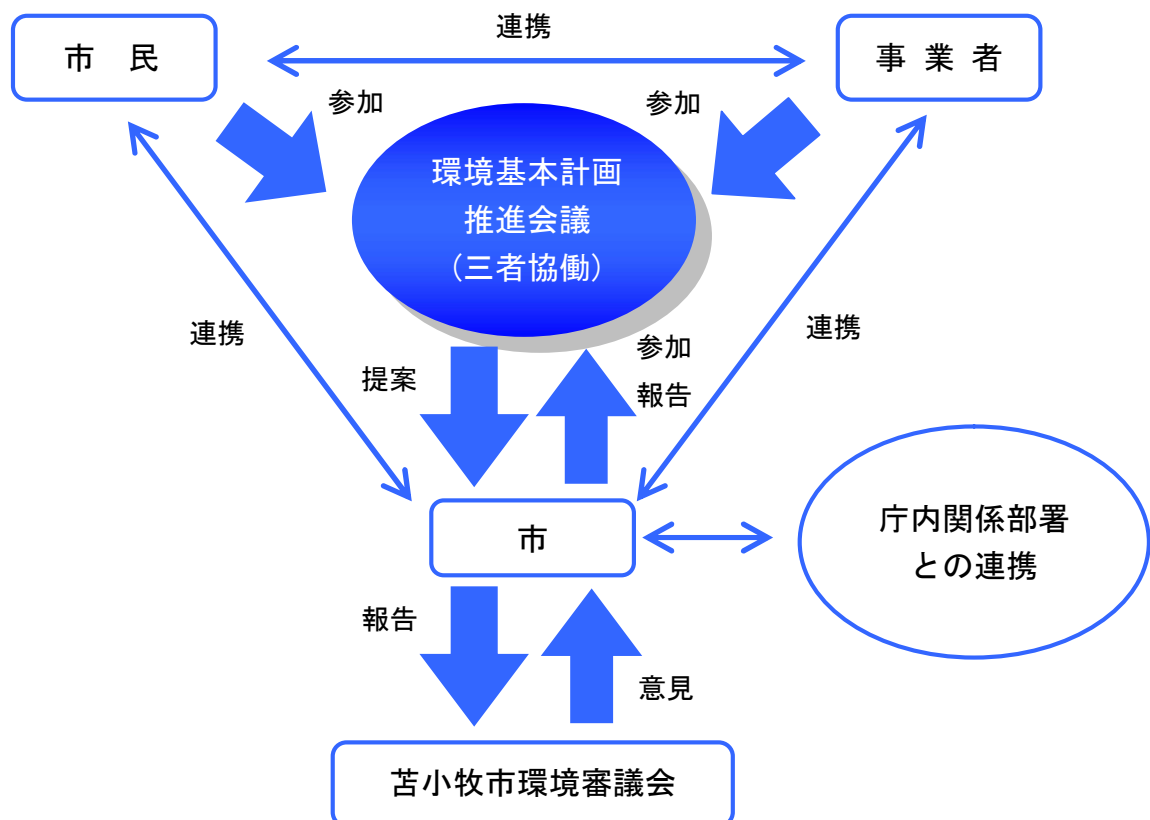 連携
市 民
事 業 者
参加
参加
環境基本計画
推進会議
（三者協働）
連携
連携
提案
参加
報告
市
庁内関係部署
との連携
報告
意見
苫小牧市環境審議会